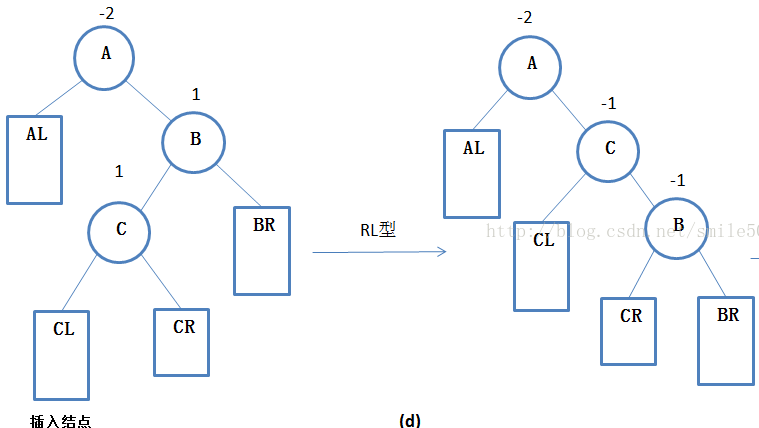 -2
A
AL
1
B
1
C
BR
CL
CR
插入结点
RL型
-2
A
AL
-1
C
-1
B
CL
CR
BR
http://blog.csdn.net/smile50
(d)